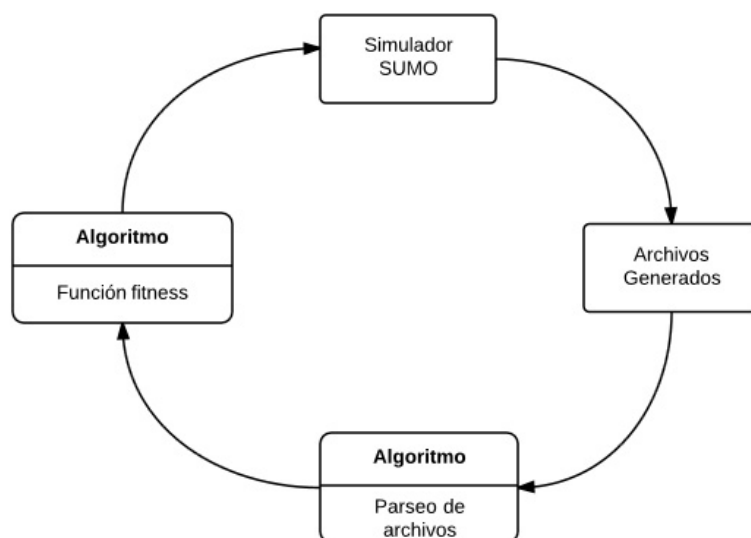 Simulador
SUMO
Algoritmo
Función fitness
Archivos
Generados
Algoritmo
Parseo de
archivos